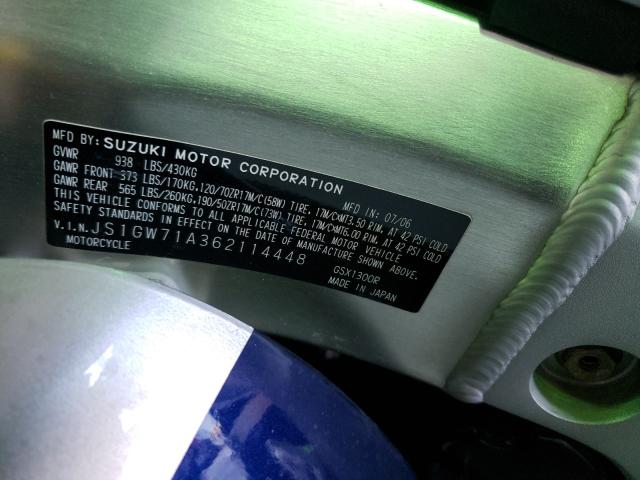 MFD BY: SUZUKI MOTOR CORPORATION
GVWR 938 LBS/430KG MFD IN: 07/06
GAWR FRONT 373 LBS/170KG, 120/70ZR17M/C(58W) TIRE, 17M/C×MT3.50 RIM, AT 42 PSI COLD
GAWR REAR 565 LBS/260KG, 190/50ZR17M/C(73W) TIRE, 17M/C×MT6.00 RIM, AT 42 PSI COLD
THIS VEHICLE CONFORMS TO ALL APPLICABLE FEDERAL MOTOR VEHICLE
SAFETY STANDARDS IN EFFECT ON THE DATE OF MANUFACTURE SHOWN ABOVE.
V.I.N. JS1GW71A362114448
MOTORCYCLE
GSX1300R
MADE IN JAPAN